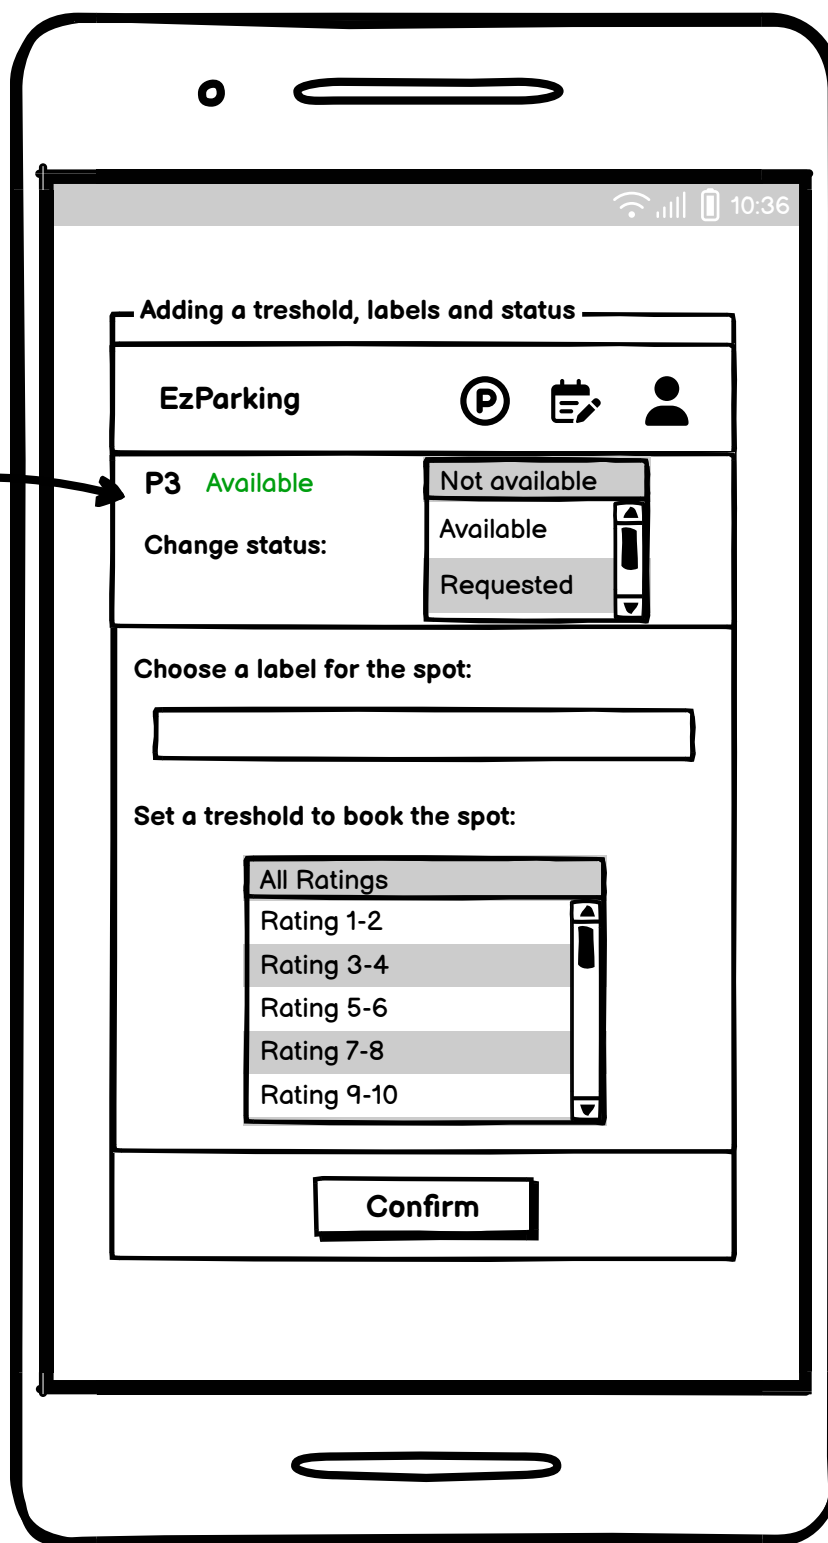 10:36
Adding a treshold, labels and status
EzParking
P
P3 Available
Change status:
Not available
Available
Requested
Choose a label for the spot:
Set a treshold to book the spot:
All Ratings
Rating 1-2
Rating 3-4
Rating 5-6
Rating 7-8
Rating 9-10
Confirm